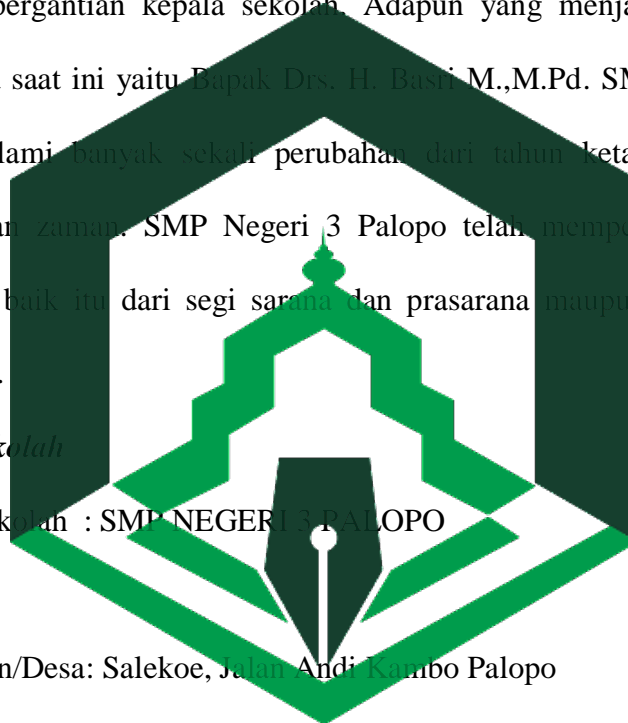 pergantian kepala sekolah. Adapun yang menja
saat ini yaitu Bapak Drs. H. Basri M.,M.Pd. SM
lami banyak sekali perubahan dari tahun keta
an zaman. SMP Negeri 3 Palopo telah mempe
baik itu dari segi sarana dan prasarana maupu
.
kolah
kolah : SMP NEGERI 3 PALOPO
n/Desa: Salekoe, Jalan Andi Kambo Palopo